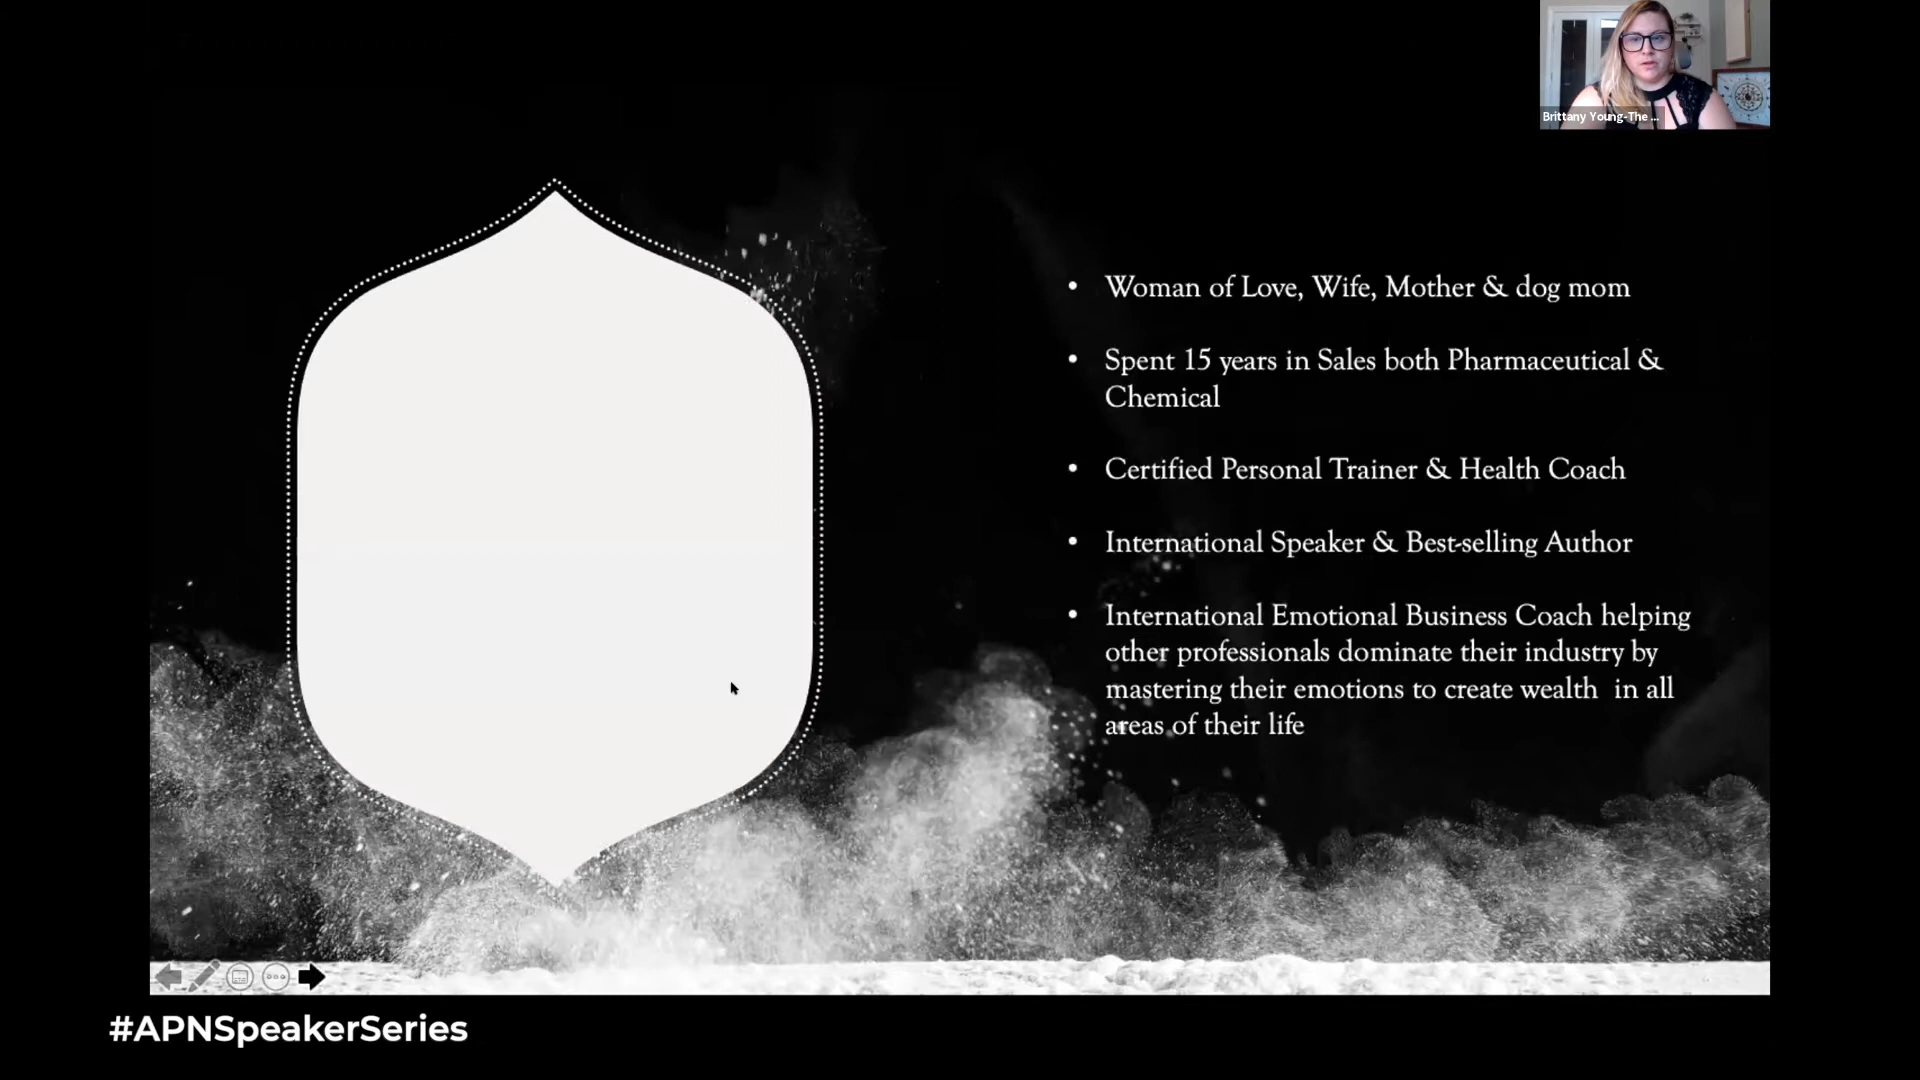 Brittany Young-The ...
• Woman of Love, Wife, Mother & dog mom
• Spent 15 years in Sales both Pharmaceutical &
Chemical
• Certified Personal Trainer & Health Coach
• International Speaker & Best-selling Author
• International Emotional Business Coach helping
other professionals dominate their industry by
mastering their emotions to create wealth  in all
areas of their life
#APNSpeakerSeries